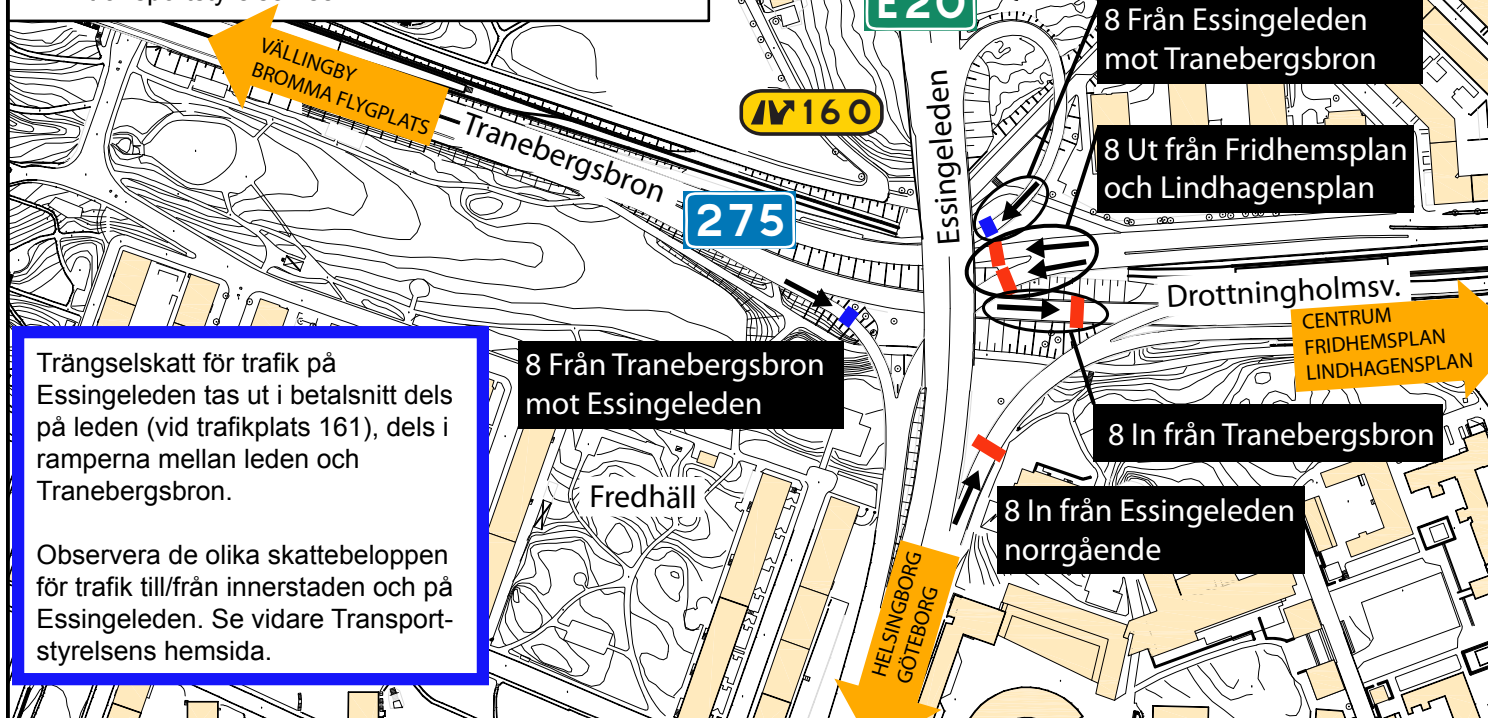 E20
8 Från Essingeleden
mot Tranebergsbron
VÄLLINGBY
BROMMA FLYGPLATS
160
Tranebergsbron
Essingeleden
8 Ut från Fridhemsplan
och Lindhagensplan
275
Drottningholmsv.
CENTRUM
FRIDHEMSPLAN
LINDHAGENSPLAN
Trängselskatt för trafik på
Essingeleden tas ut i betalsnitt dels
på leden (vid trafikplats 161), dels i
ramperna mellan leden och
Tranebergsbron.
Observera de olika skattebeloppen
för trafik till/från innerstaden och på
Essingeleden. Se vidare Transport-
styrelsens hemsida.
8 Från Tranebergsbron
mot Essingeleden
8 In från Tranebergsbron
Fredhäll
8 In från Essingeleden
norrgående
HELSINGBORG
GÖTEBORG